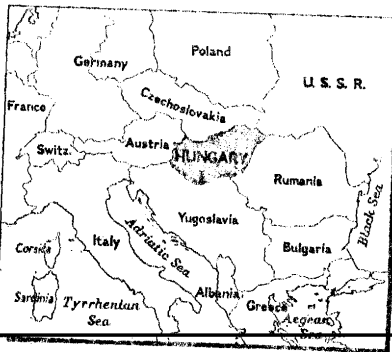 Poland
Germany
U. S. S. R.
Czechoslovakia
France
Austria
Switz.
HUNGARY
Rumania
Black Sea
Yugoslavia
Adriatic Sea
Italy
Corsica
Bulgaria
Sardinia
Tyrrhenian
Sea
Albania
Greece
Aegean
Sea